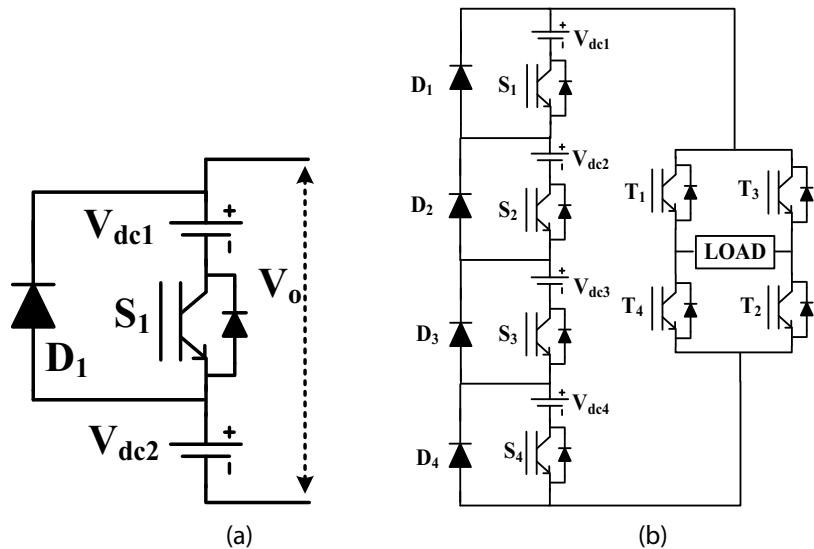 V_dc1
+
-
S_1
D_1
V_o
V_dc2
+
-
(a)
V_dc1
+
-
D_1
S_1
V_dc2
+
-
D_2
S_2
V_dc3
+
-
D_3
S_3
V_dc4
+
-
D_4
S_4
T_1
T_3
LOAD
T_4
T_2
(b)